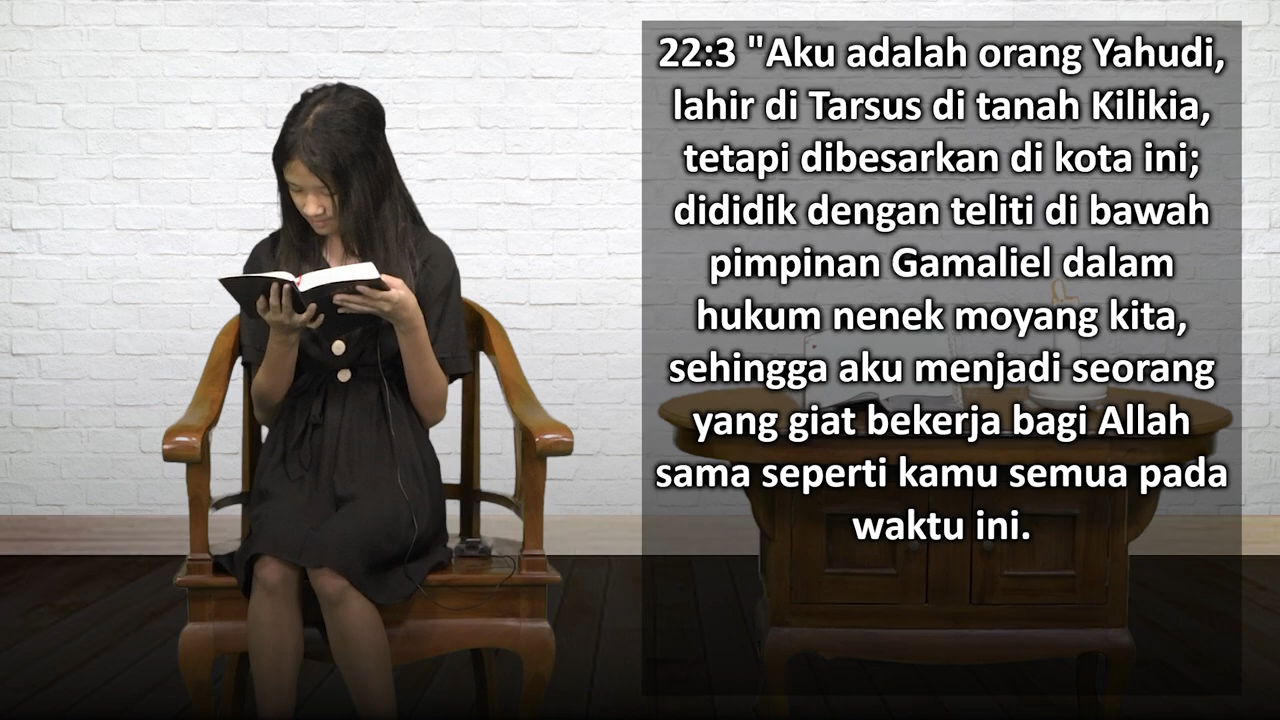 22:3 "Aku adalah orang Yahudi,
lahir di Tarsus di tanah Kilikia,
tetapi dibesarkan di kota ini;
dididik dengan teliti di bawah
pimpinan Gamaliel dalam
hukum nenek moyang kita,
sehingga aku menjadi seorang
yang giat bekerja bagi Allah
sama seperti kamu semua pada
waktu ini.